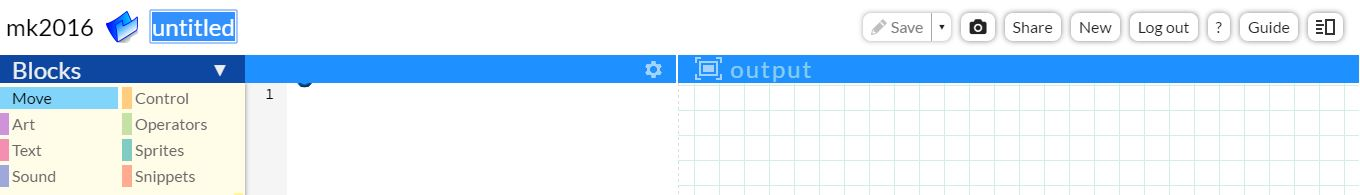 mk2016 untitled Save ▾ Share New Log out ? Guide
Blocks ▼ output
Move Control 1
Art Operators
Text Sprites
Sound Snippets